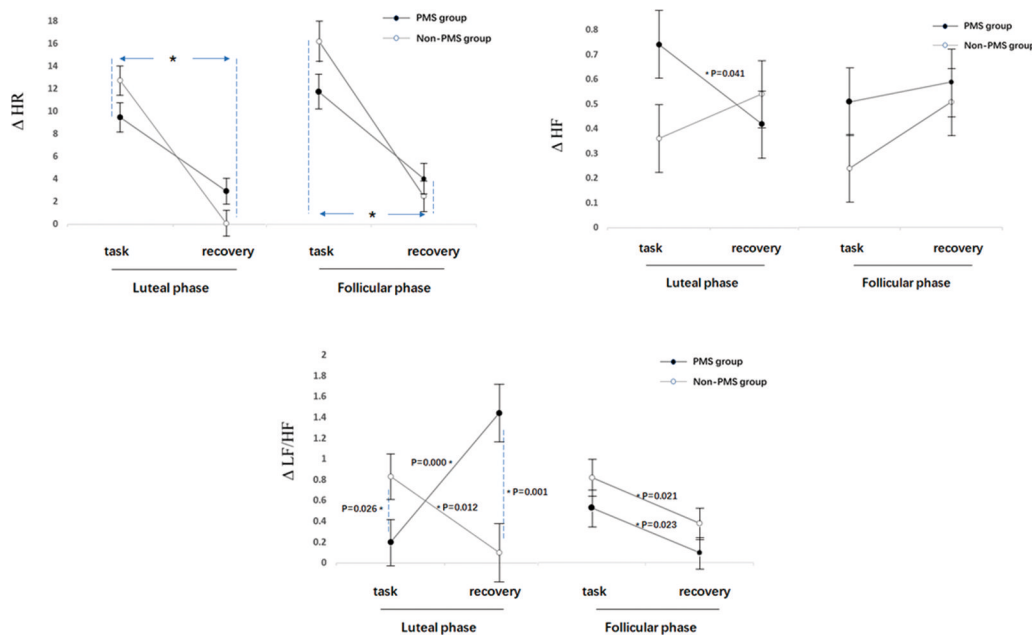 PMS group
Non-PMS group
Δ HR
18
16
14
12
10
8
6
4
2
0
*
*
task
recovery
task
recovery
Luteal phase
Follicular phase
PMS group
Non-PMS group
Δ HF
0.8
0.7
0.6
0.5
0.4
0.3
0.2
0.1
0
* P=0.041
task
recovery
task
recovery
Luteal phase
Follicular phase
PMS group
Non-PMS group
Δ LF/HF
2
1.8
1.6
1.4
1.2
1
0.8
0.6
0.4
0.2
0
P=0.000 *
P=0.026 *
* P=0.012
* P=0.001
* P=0.021
* P=0.023
task
recovery
task
recovery
Luteal phase
Follicular phase